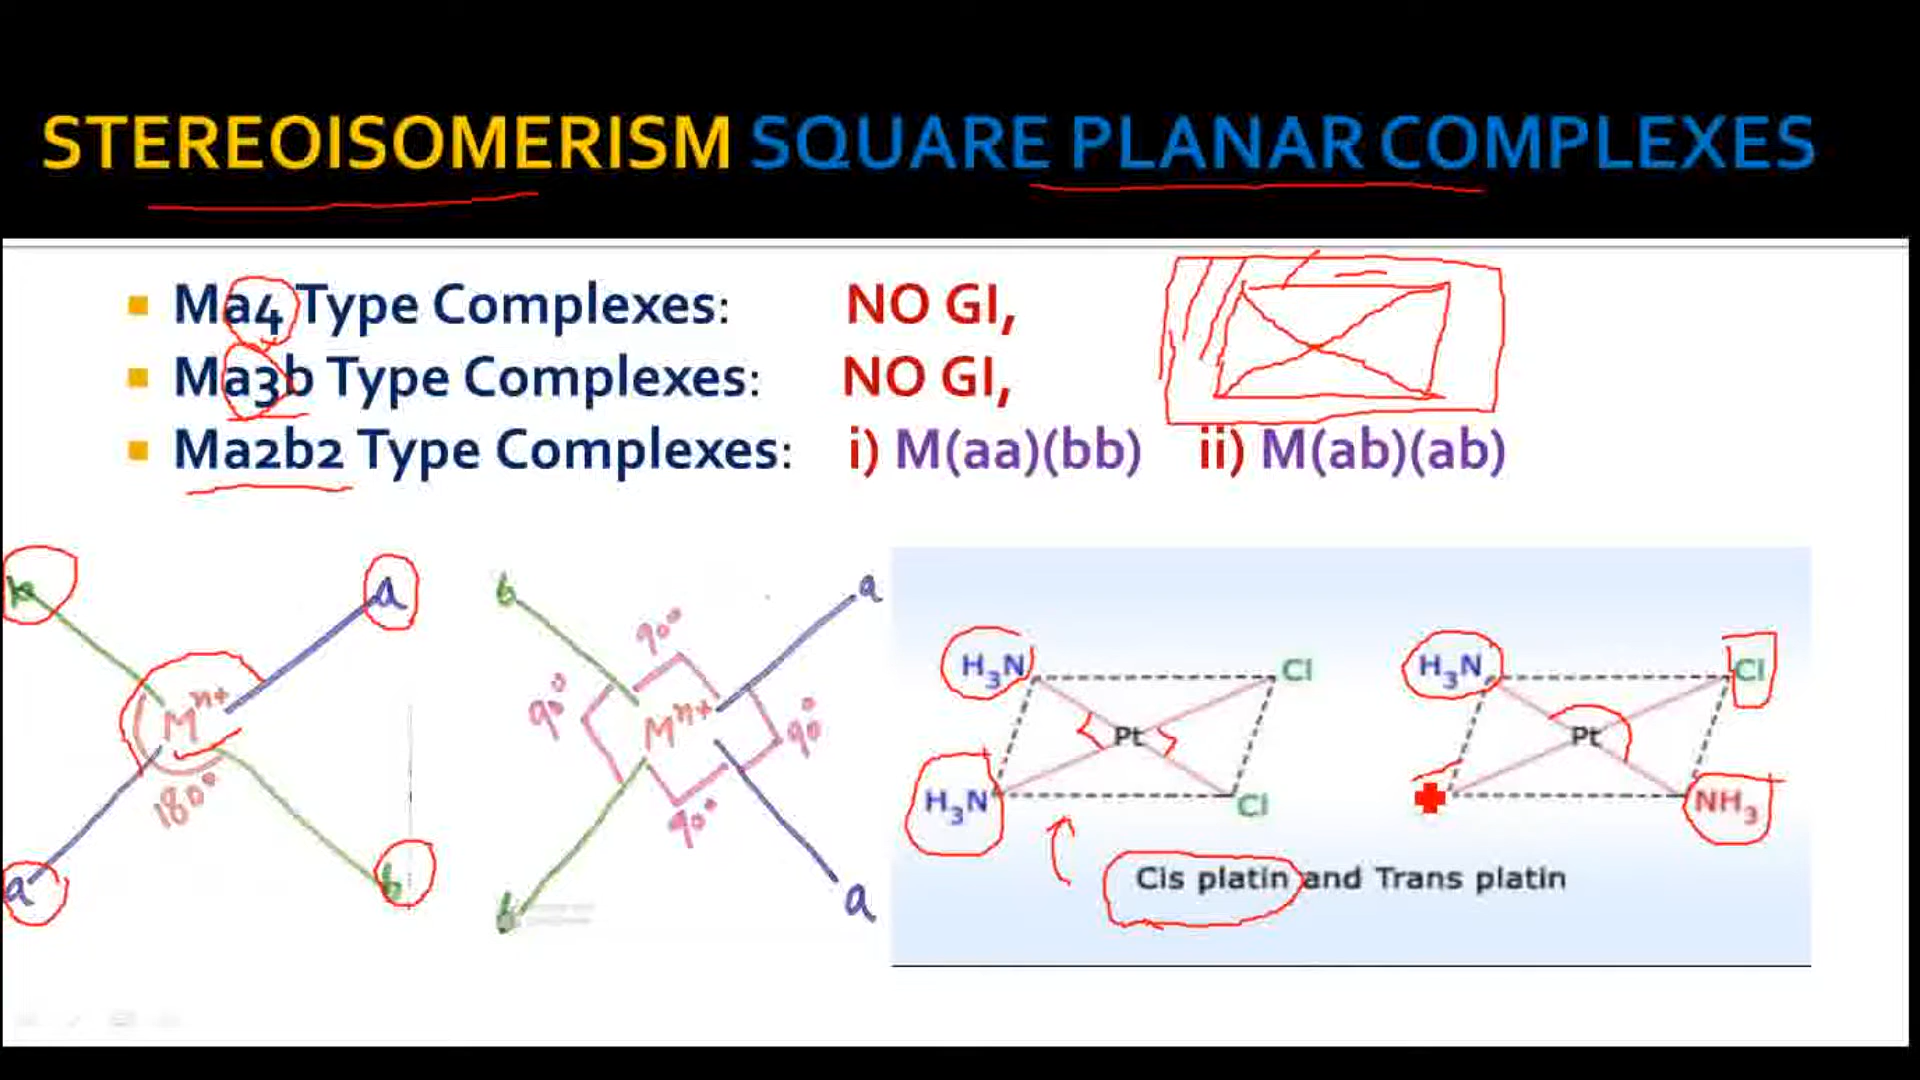 STEREOISOMERISM SQUARE PLANAR COMPLEXES
Ma4 Type Complexes: NO GI,
Ma3b Type Complexes: NO GI,
Ma2b2 Type Complexes: i) M(aa)(bb) ii) M(ab)(ab)
b a
Mⁿ⁺
180°
a b
b a
90°
90° Mⁿ⁺ 90°
90°
b a
H₃N Cl
Pt
H₃N Cl
H₃N Cl
Pt
NH₃
Cis platin and Trans platin